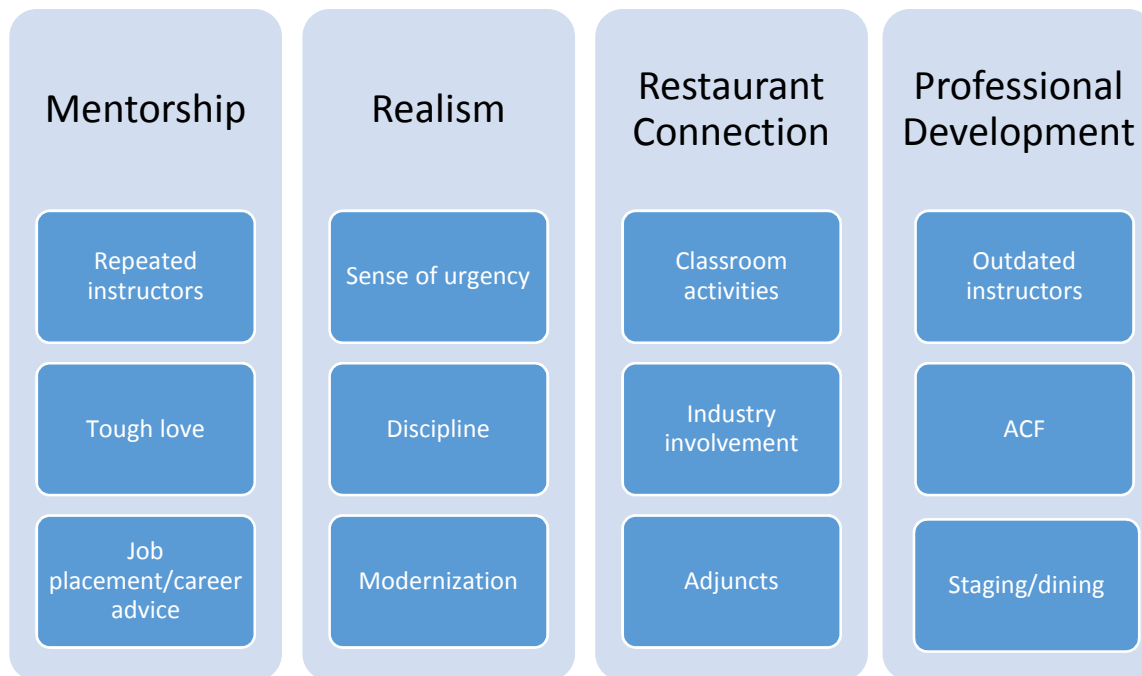 Mentorship
Repeated
instructors
Tough love
Job
placement/career
advice
Realism
Sense of urgency
Discipline
Modernization
Restaurant
Connection
Classroom
activities
Industry
involvement
Adjuncts
Professional
Development
Outdated
instructors
ACF
Staging/dining